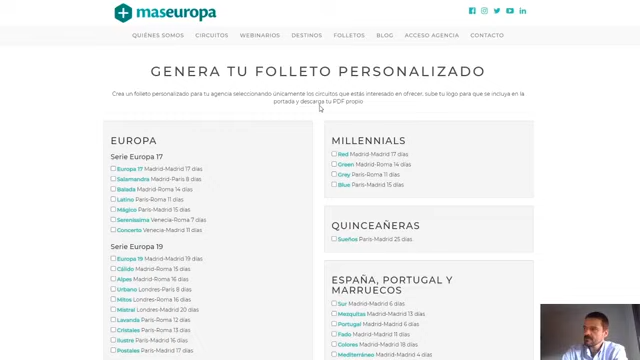 maseuropa
QUIÉNES SOMOS CIRCUITOS WEBINARIOS DESTINOS FOLLETOS BLOG ACCESO AGENCIA CONTACTO
GENERA TU FOLLETO PERSONALIZADO
Crea un folleto personalizado para tu agencia seleccionando únicamente los circuitos que estás interesado en ofrecer, sube tu logo para que se incluya en la
portada y descarga tu PDF propio
EUROPA
Serie Europa 17
Europa 17 Madrid-Madrid 17 días
Salamandra Madrid-París 8 días
Balada Madrid-Roma 14 días
Latino París-Roma 11 días
Mágico París-Madrid 15 días
Serenissima Venecia-Roma 7 días
Concerto Venecia-Madrid 11 días
Serie Europa 19
Europa 19 Madrid-Madrid 19 días
Cálido Madrid-Roma 15 días
Alpes Madrid-Roma 16 días
Urbano Londres-París 8 días
Mitos Londres-Roma 16 días
Mistral Londres-Madrid 20 días
Lavanda París-Roma 12 días
Cristales París-Roma 13 días
Ilustre París-Madrid 16 días
Postales París-Madrid 17 días
MILLENNIALS
Red Madrid-Madrid 17 días
Green Madrid-Roma 14 días
Grey París-Roma 11 días
Blue París-Madrid 15 días
QUINCEAÑERAS
Sueños París-Madrid 25 días
ESPAÑA, PORTUGAL Y
MARRUECOS
Sur Madrid-Madrid 6 días
Mezquitas Madrid-Madrid 13 días
Portugal Madrid-Madrid 6 días
Fado Madrid-Madrid 11 días
Colores Madrid-Madrid 18 días
Mediterráneo Madrid-Madrid 4 días